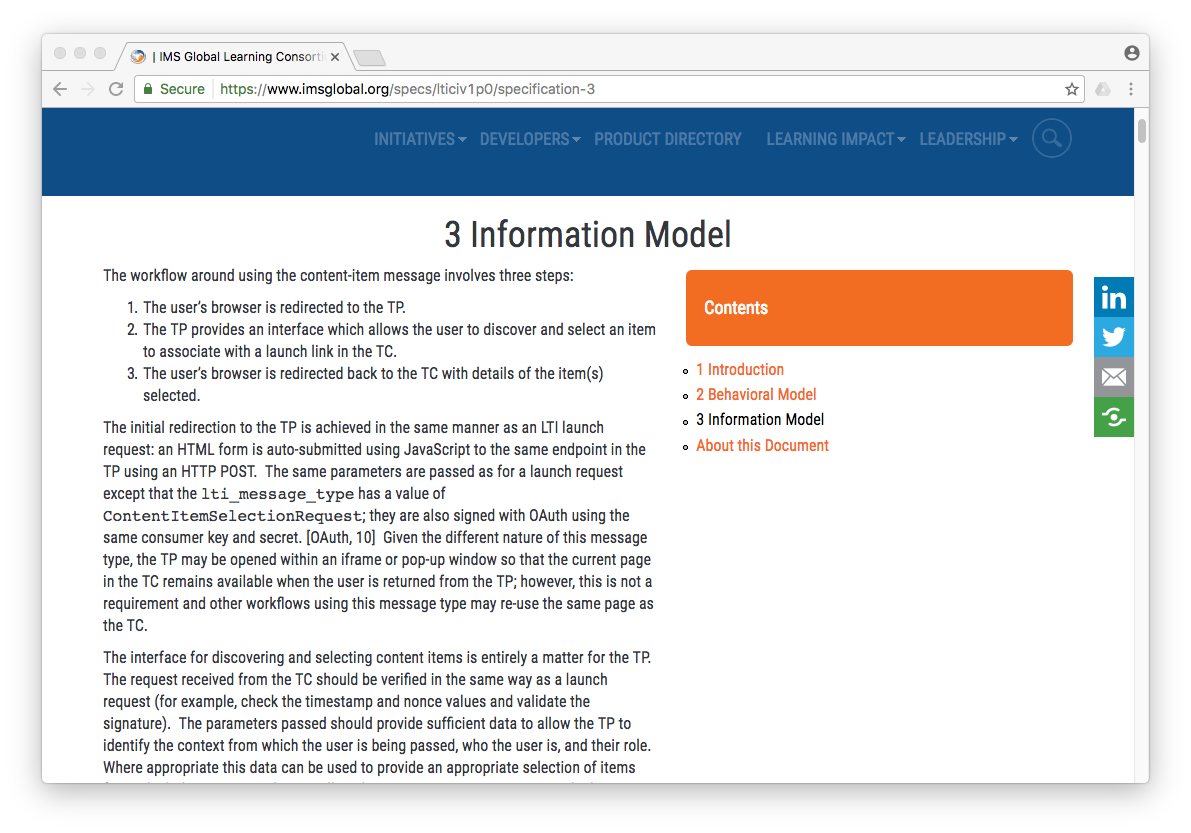 | IMS Global Learning Consorti
Secure
https://www.imsglobal.org/specs/lticiv1p0/specification-3
INITIATIVES DEVELOPERS PRODUCT DIRECTORY LEARNING IMPACT LEADERSHIP
3 Information Model
The workflow around using the content-item message involves three steps:
1. The user’s browser is redirected to the TP.
2. The TP provides an interface which allows the user to discover and select an item
to associate with a launch link in the TC.
3. The user’s browser is redirected back to the TC with details of the item(s)
selected.
The initial redirection to the TP is achieved in the same manner as an LTI launch
request: an HTML form is auto-submitted using JavaScript to the same endpoint in the
TP using an HTTP POST.  The same parameters are passed as for a launch request
except that the lti_message_type has a value of
ContentItemSelectionRequest; they are also signed with OAuth using the
same consumer key and secret. [OAuth, 10]  Given the different nature of this message
type, the TP may be opened within an iframe or pop-up window so that the current page
in the TC remains available when the user is returned from the TP; however, this is not a
requirement and other workflows using this message type may re-use the same page as
the TC.
The interface for discovering and selecting content items is entirely a matter for the TP.
The request received from the TC should be verified in the same way as a launch
request (for example, check the timestamp and nonce values and validate the
signature).  The parameters passed should provide sufficient data to allow the TP to
identify the context from which the user is being passed, who the user is, and their role.
Where appropriate this data can be used to provide an appropriate selection of items
Contents
1 Introduction
2 Behavioral Model
3 Information Model
About this Document
in